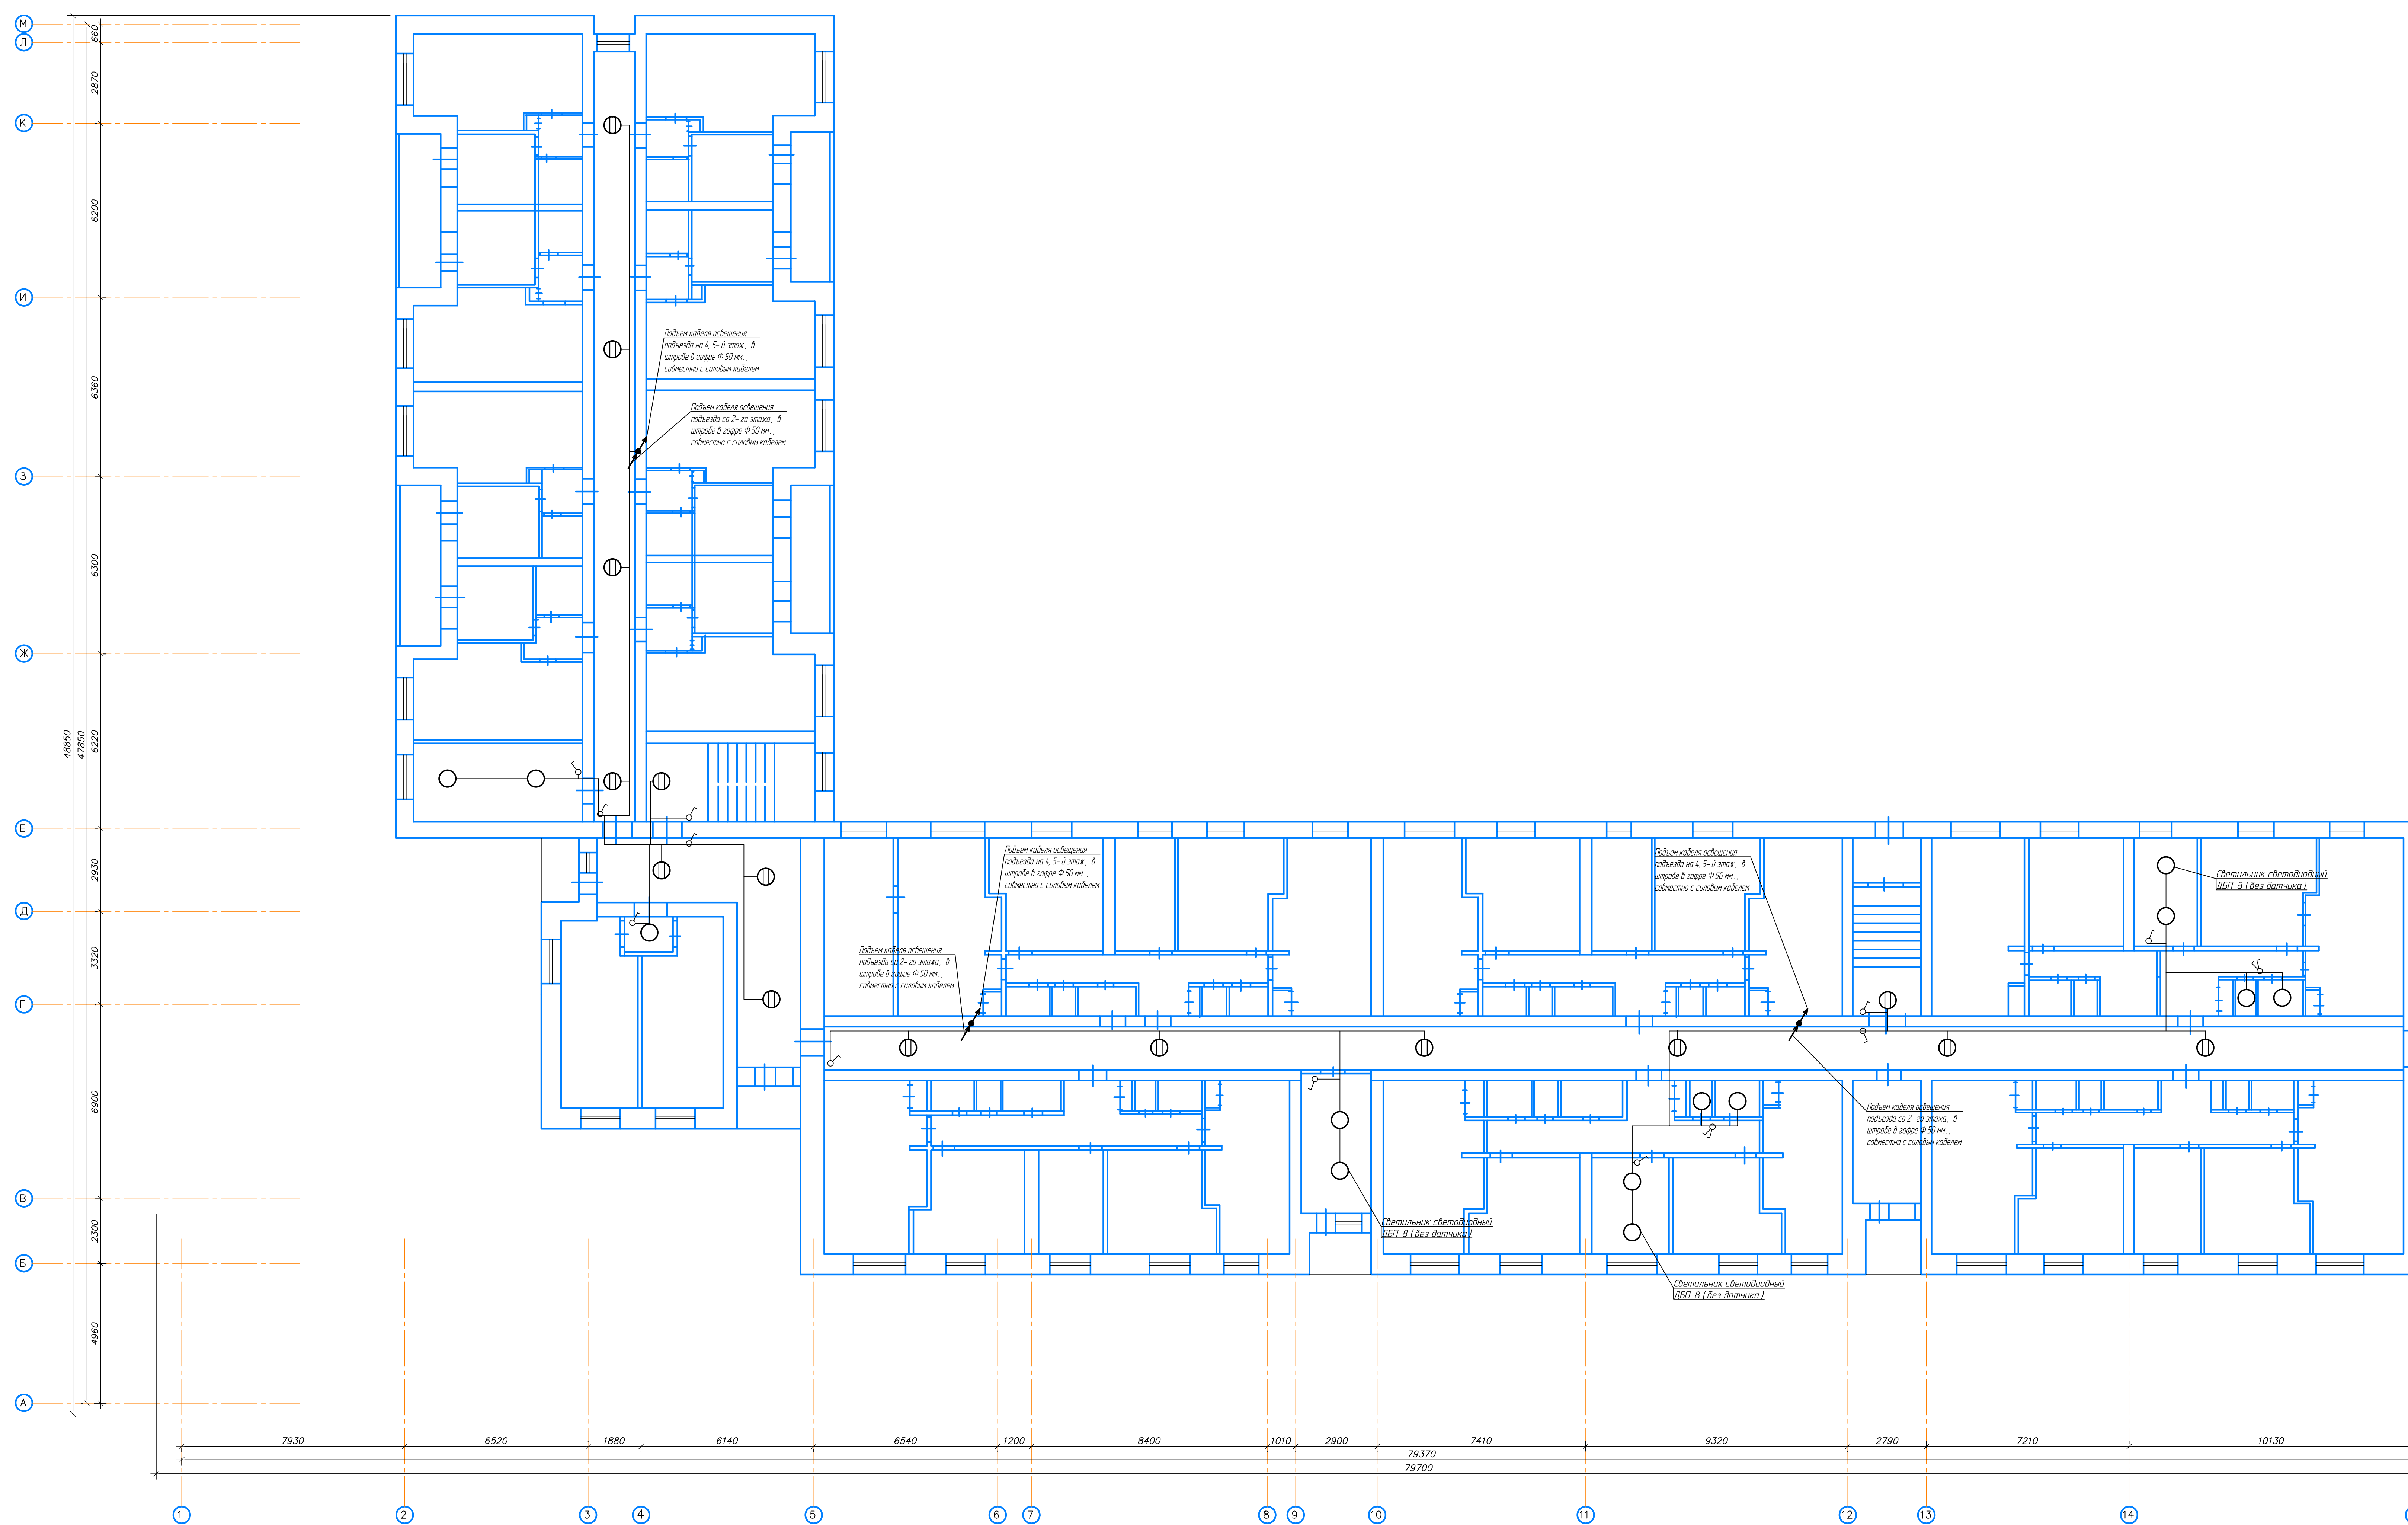 М
Л
К
И
З
Ж
Е
Д
Г
В
Б
А
660
2870
6200
6360
6300
6220
2930
3320
6900
2300
4960
48850
47850
Подъем кабеля освещения
подъезда на 4, 5- й этаж, в
штробе в гофре Ф 50 мм. ,
совместно с силовым кабелем
Подъем кабеля освещения
подъезда со 2- го этажа, в
штробе в гофре Ф 50 мм. ,
совместно с силовым кабелем
Подъем кабеля освещения
подъезда на 4, 5- й этаж, в
штробе в гофре Ф 50 мм. ,
совместно с силовым кабелем
Подъем кабеля освещения
подъезда со 2- го этажа, в
штробе в гофре Ф 50 мм. ,
совместно с силовым кабелем
Подъем кабеля освещения
подъезда на 4, 5- й этаж, в
штробе в гофре Ф 50 мм. ,
совместно с силовым кабелем
Светильник светодиодный
ДБП 8 (без датчика)
Подъем кабеля освещения
подъезда со 2- го этажа, в
штробе в гофре Ф 50 мм. ,
совместно с силовым кабелем
Светильник светодиодный
ДБП 8 (без датчика)
Светильник светодиодный
ДБП 8 (без датчика)
7930 6520 1880 6140 6540 1200 8400 1010 2900 7410 9320 2790 7210 10130
79370
79700
1 2 3 4 5 6 7 8 9 10 11 12 13 14